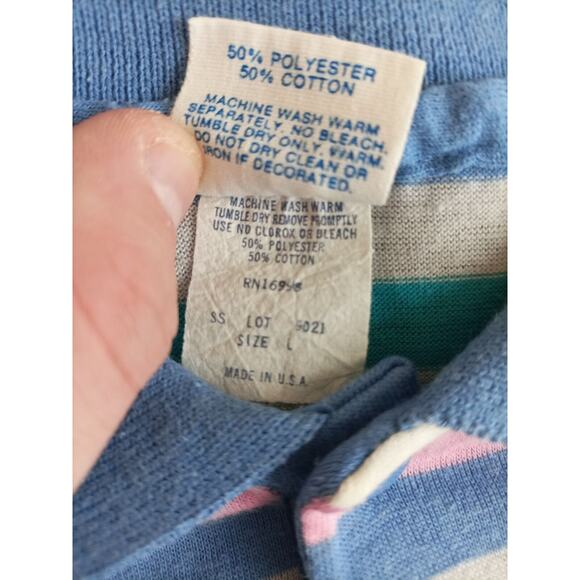 50% POLYESTER
50% COTTON
MACHINE WASH WARM
SEPARATELY. NO BLEACH.
TUMBLE DRY ONLY. WARM.
DO NOT DRY CLEAN OR
IRON IF DECORATED.
MACHINE WASH WARM
TUMBLE DRY REMOVE PROMPTLY
USE NO CLOROX OR BLEACH
50% POLYESTER
50% COTTON
SS LOT 5021
SIZE L
MADE IN U.S.A.